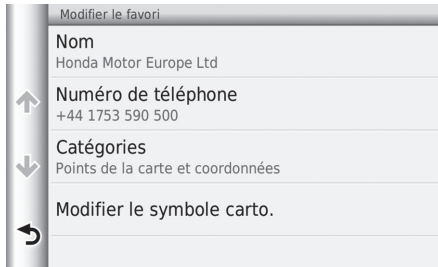 Modifier le favori
Nom
Honda Motor Europe Ltd
Numéro de téléphone
+44 1753 590 500
Catégories
Points de la carte et coordonnées
Modifier le symbole carto.